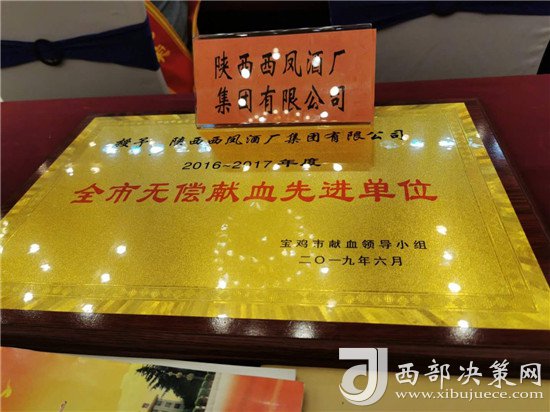 陕西西凤酒厂
集团有限公司
授予 陕西西凤酒厂集团有限公司
2016~2017年度
全市无偿献血先进单位
宝鸡市献血领导小组
二〇一九年六月
西部决策网
www.xibujuece.com